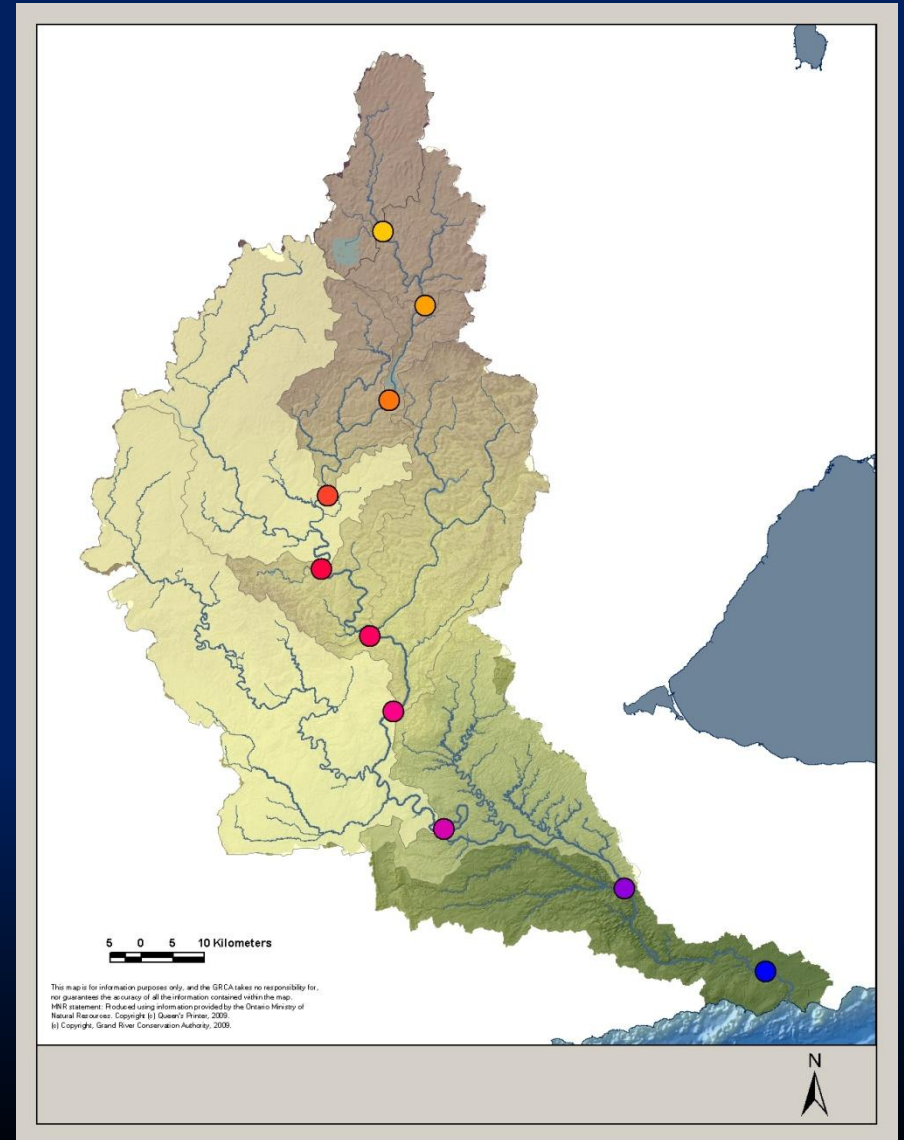 5 0 5 10 Kilometers
This map is for information purposes only, and the GRCA takes no responsibility for,
nor guarantees the accuracy of all the information contained within the map.
MNR statement: Produced using information provided by the Ontario Ministry of
Natural Resources. Copyright (c) Queen's Printer, 2009.
(c) Copyright, Grand River Conservation Authority, 2009.
N